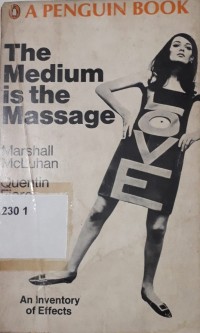 A PENGUIN BOOK
The
Medium
is the
Massage
Marshall
McLuhan
Quentin
230 1
LOVE
An Inventory
of Effects